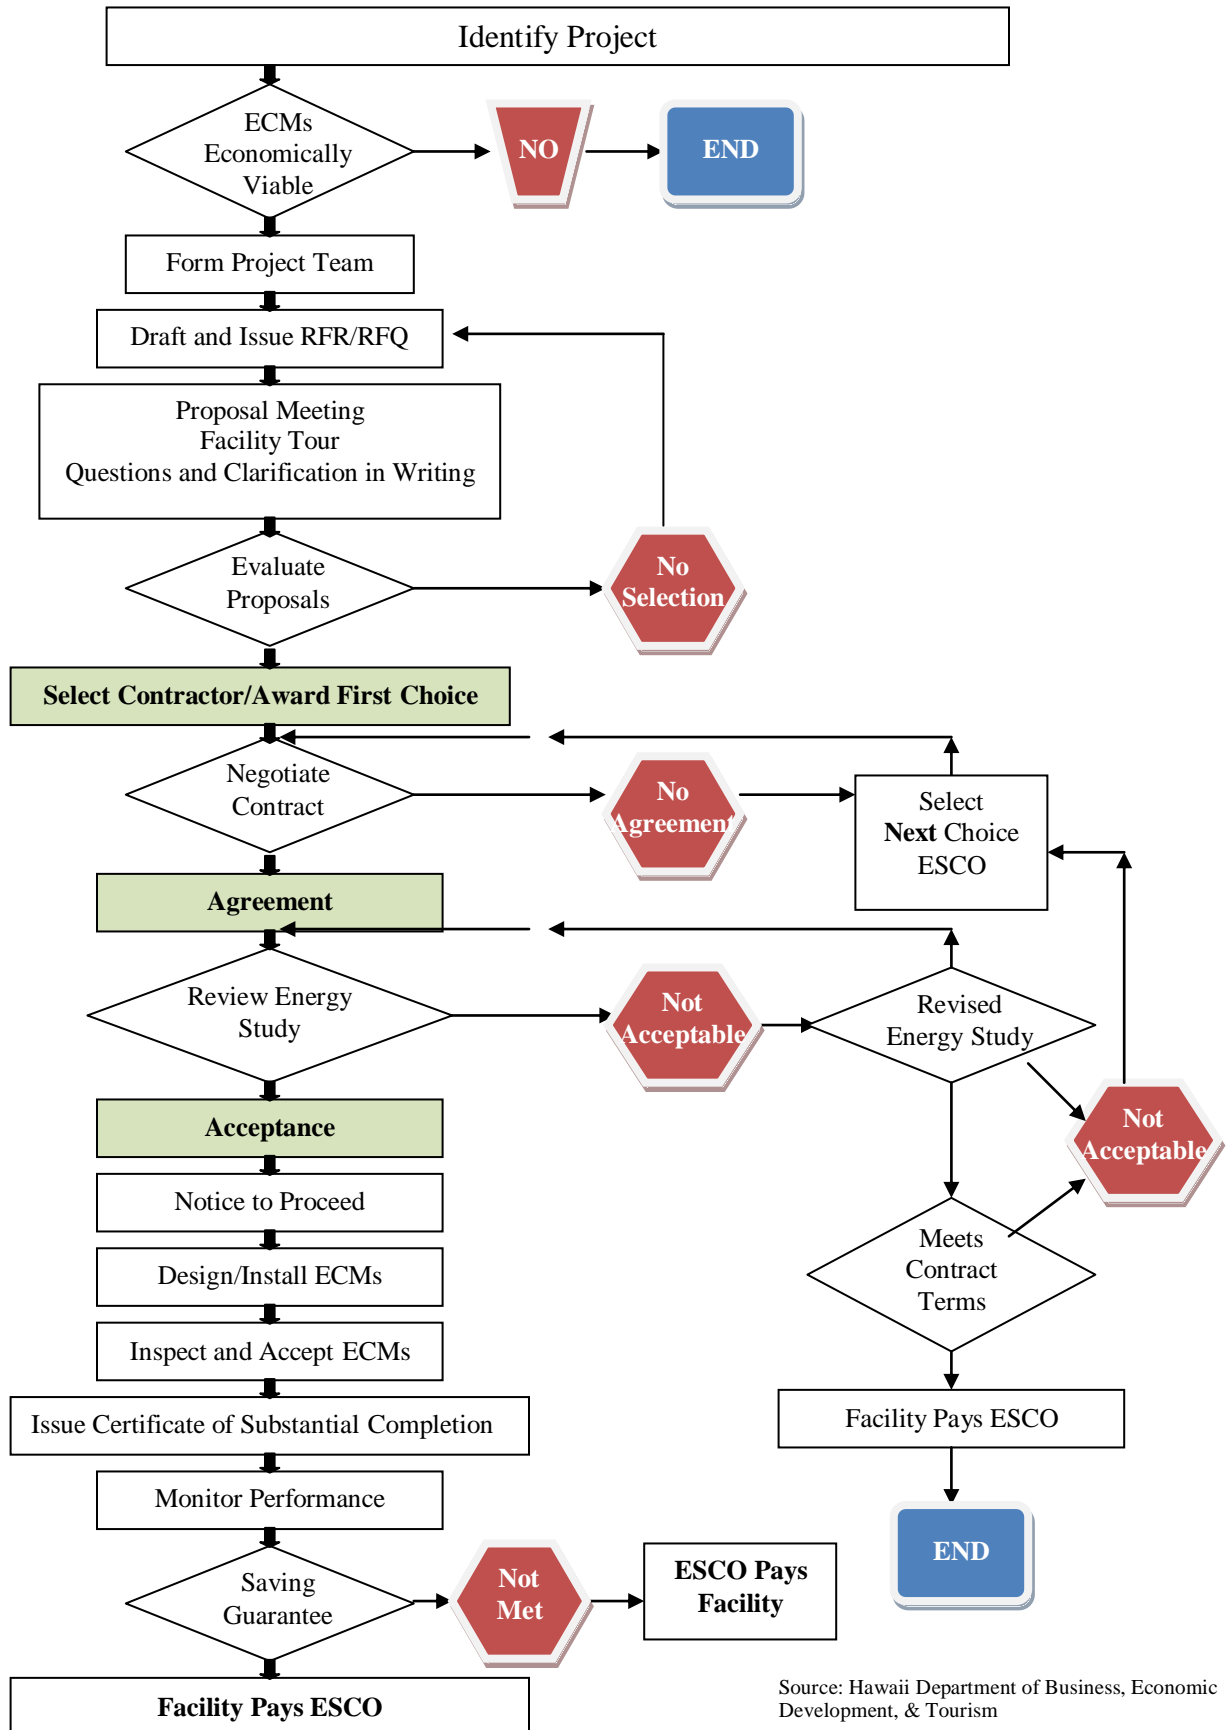 Identify Project
ECMs
Economically
Viable
NO
END
Form Project Team
Draft and Issue RFR/RFQ
Proposal Meeting
Facility Tour
Questions and Clarification in Writing
Evaluate
Proposals
No
Selection
Select Contractor/Award First Choice
Negotiate
Contract
No
Agreement
Select
Next Choice
ESCO
Agreement
Review Energy
Study
Not
Acceptable
Revised
Energy Study
Not
Acceptable
Acceptance
Notice to Proceed
Design/Install ECMs
Meets
Contract
Terms
Inspect and Accept ECMs
Issue Certificate of Substantial Completion
Facility Pays ESCO
Monitor Performance
END
Saving
Guarantee
Not
Met
ESCO Pays
Facility
Facility Pays ESCO
Source: Hawaii Department of Business, Economic
Development, & Tourism